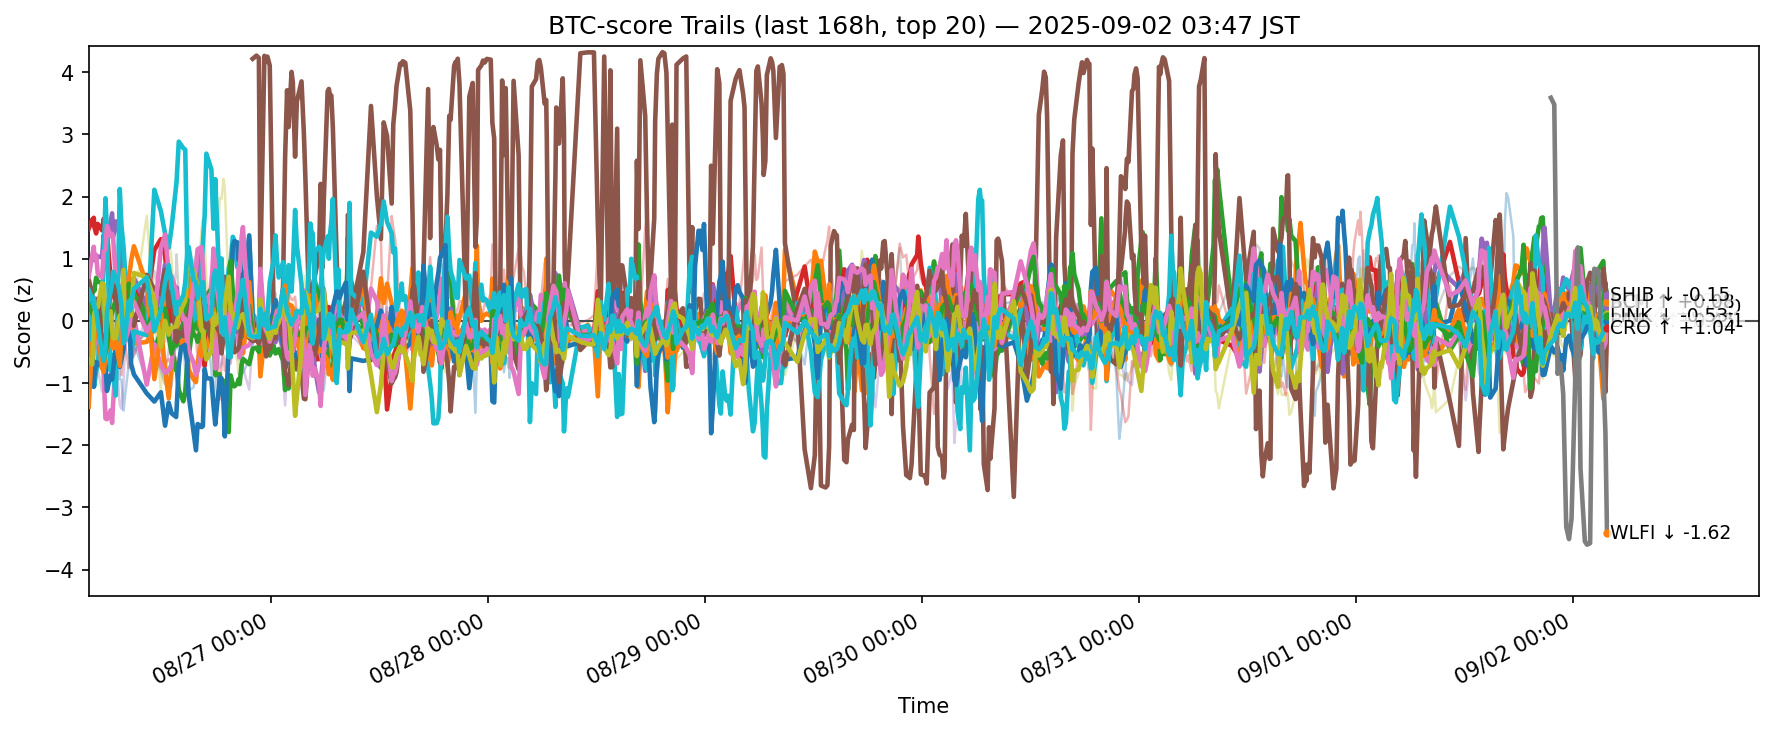 BTC-score Trails (last 168h, top 20) — 2025-09-02 03:47 JST
Score (z)
4
3
2
1
0
−1
−2
−3
−4
SHIB ↓ -0.15
CRO ↑ +1.04
WLFI ↓ -1.62
08/27 00:00
08/28 00:00
08/29 00:00
08/30 00:00
08/31 00:00
09/01 00:00
09/02 00:00
Time